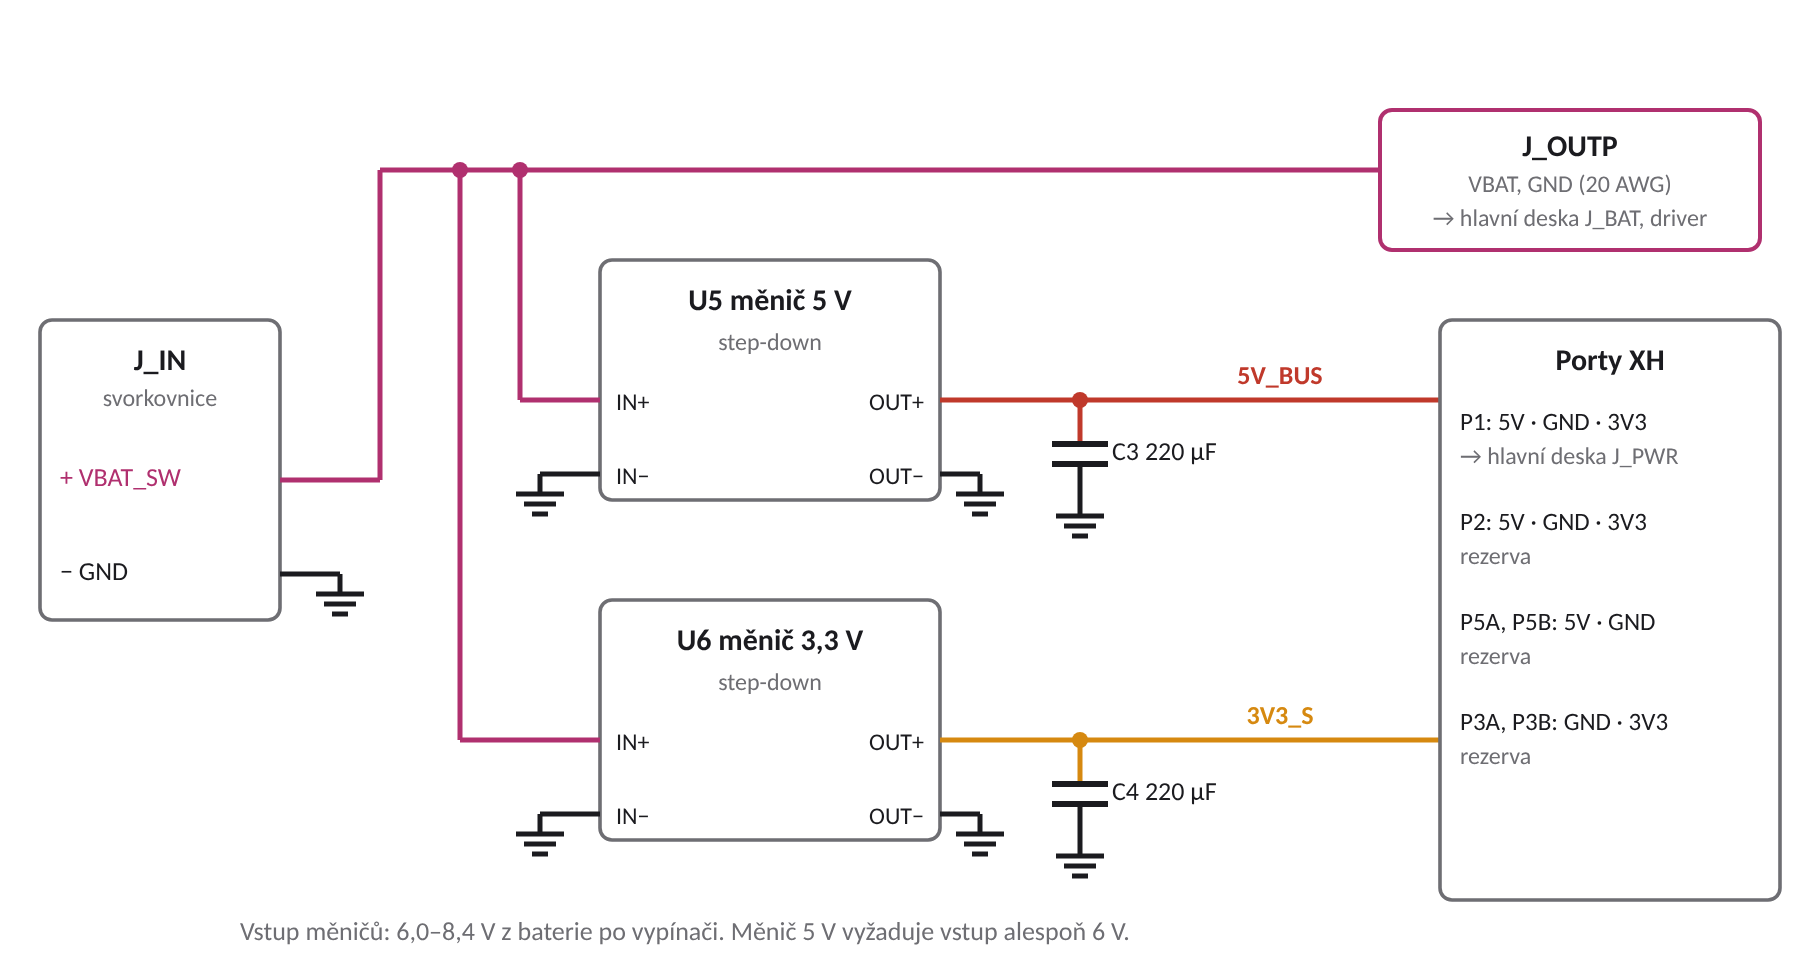 J_OUTP
VBAT, GND (20 AWG)
→ hlavní deska J_BAT, driver
J_IN
svorkovnice
+ VBAT_SW
− GND
U5 měnič 5 V
step-down
IN+
OUT+
IN−
OUT−
5V_BUS
C3 220 µF
U6 měnič 3,3 V
step-down
IN+
OUT+
IN−
OUT−
3V3_S
C4 220 µF
Porty XH
P1: 5V · GND · 3V3
→ hlavní deska J_PWR
P2: 5V · GND · 3V3
rezerva
P5A, P5B: 5V · GND
rezerva
P3A, P3B: GND · 3V3
rezerva
Vstup měničů: 6,0–8,4 V z baterie po vypínači. Měnič 5 V vyžaduje vstup alespoň 6 V.